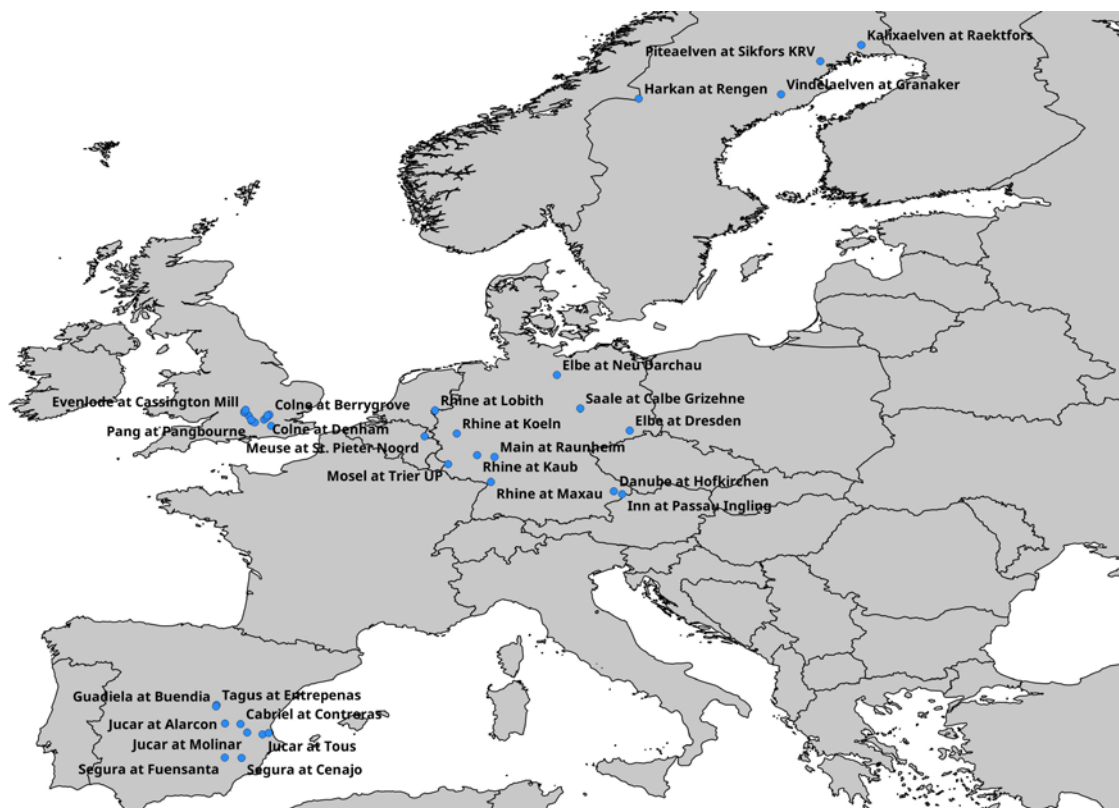 Kalixaelven at Raektfors
Piteaelven at Sikfors KRV
Harkan at Rengen
Vindelaelven at Granaker
Elbe at Neu Darchau
Evenlode at Cassington Mill
Colne at Berrygrove
Rhine at Lobith
Saale at Calbe Grizehne
Pang at Pangbourne
Colne at Denham
Rhine at Koeln
Elbe at Dresden
Meuse at St. Pieter Noord
Main at Raunheim
Mosel at Trier UP
Rhine at Kaub
Rhine at Maxau
Danube at Hofkirchen
Inn at Passau Ingling
Guadiela at Buendia
Tagus at Entrepenas
Jucar at Alarcon
Cabriel at Contreras
Jucar at Molinar
Jucar at Tous
Segura at Fuensanta
Segura at Cenajo